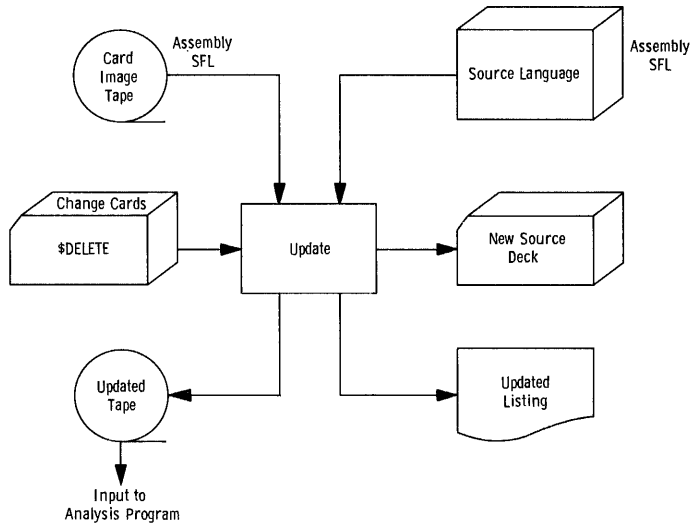 Card
Image
Tape
Assembly
SFL
Source Language
Assembly
SFL
Change Cards
$DELETE
Update
New Source
Deck
Updated
Tape
Updated
Listing
Input to
Analysis Program